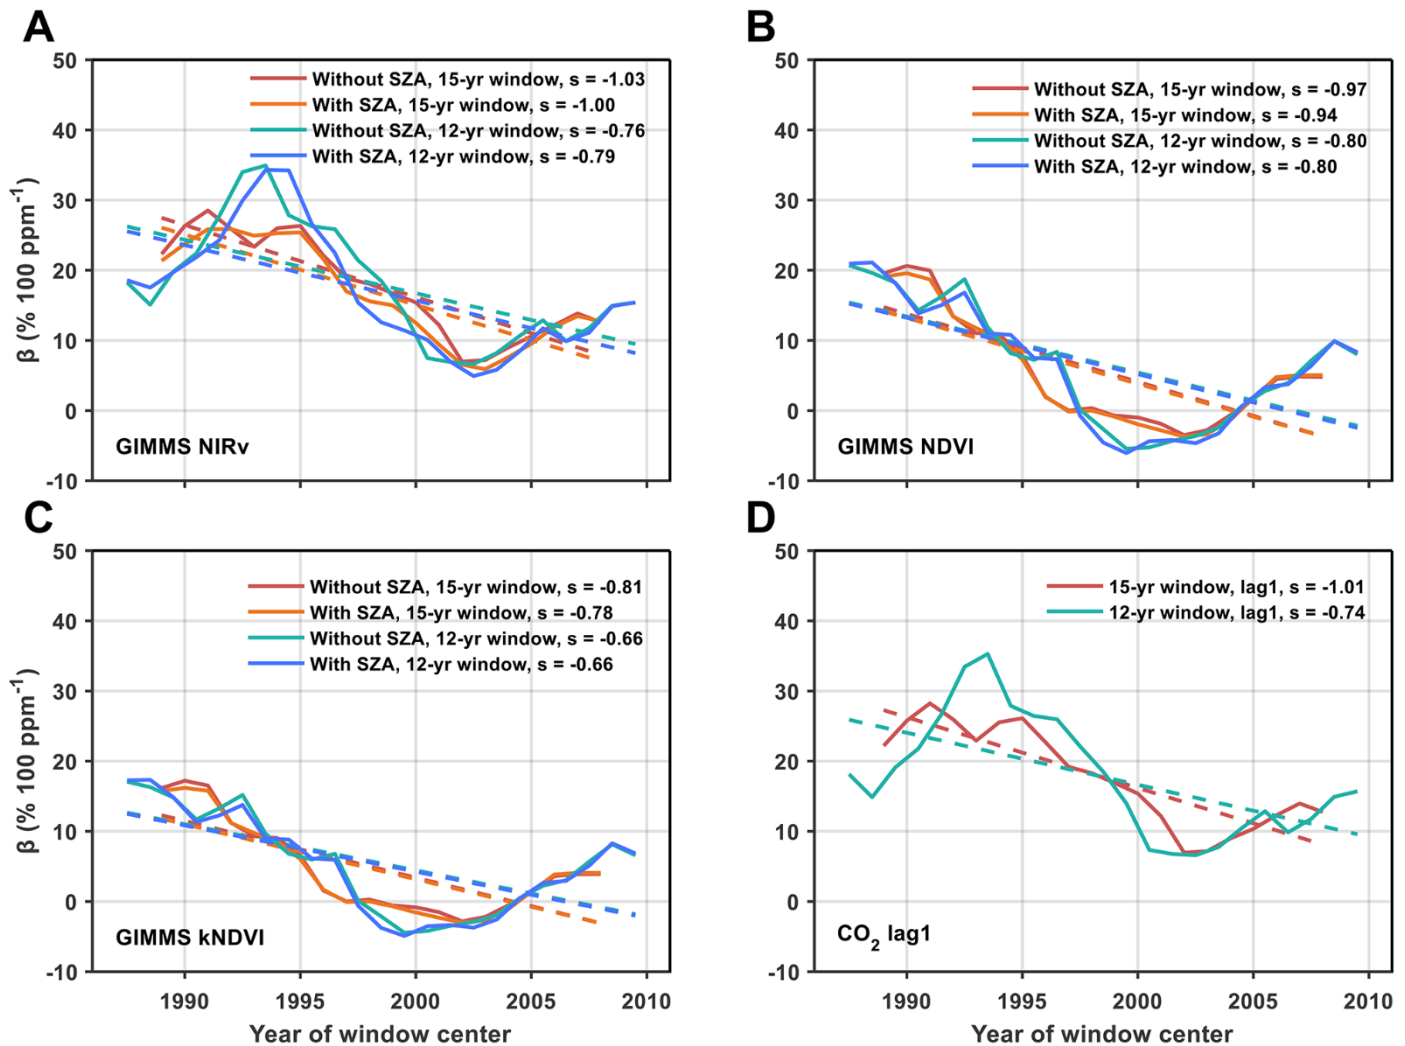 A
50
40
30
20
10
0
-10
β (% 100 ppm⁻¹)
Without SZA, 15-yr window, s = -1.03
With SZA, 15-yr window, s = -1.00
Without SZA, 12-yr window, s = -0.76
With SZA, 12-yr window, s = -0.79
GIMMS NIRv
B
50
40
30
20
10
0
-10
Without SZA, 15-yr window, s = -0.97
With SZA, 15-yr window, s = -0.94
Without SZA, 12-yr window, s = -0.80
With SZA, 12-yr window, s = -0.80
GIMMS NDVI
C
50
40
30
20
10
0
-10
β (% 100 ppm⁻¹)
Without SZA, 15-yr window, s = -0.81
With SZA, 15-yr window, s = -0.78
Without SZA, 12-yr window, s = -0.66
With SZA, 12-yr window, s = -0.66
GIMMS kNDVI
1990 1995 2000 2005 2010
Year of window center
D
50
40
30
20
10
0
-10
15-yr window, lag1, s = -1.01
12-yr window, lag1, s = -0.74
CO₂ lag1
1990 1995 2000 2005 2010
Year of window center